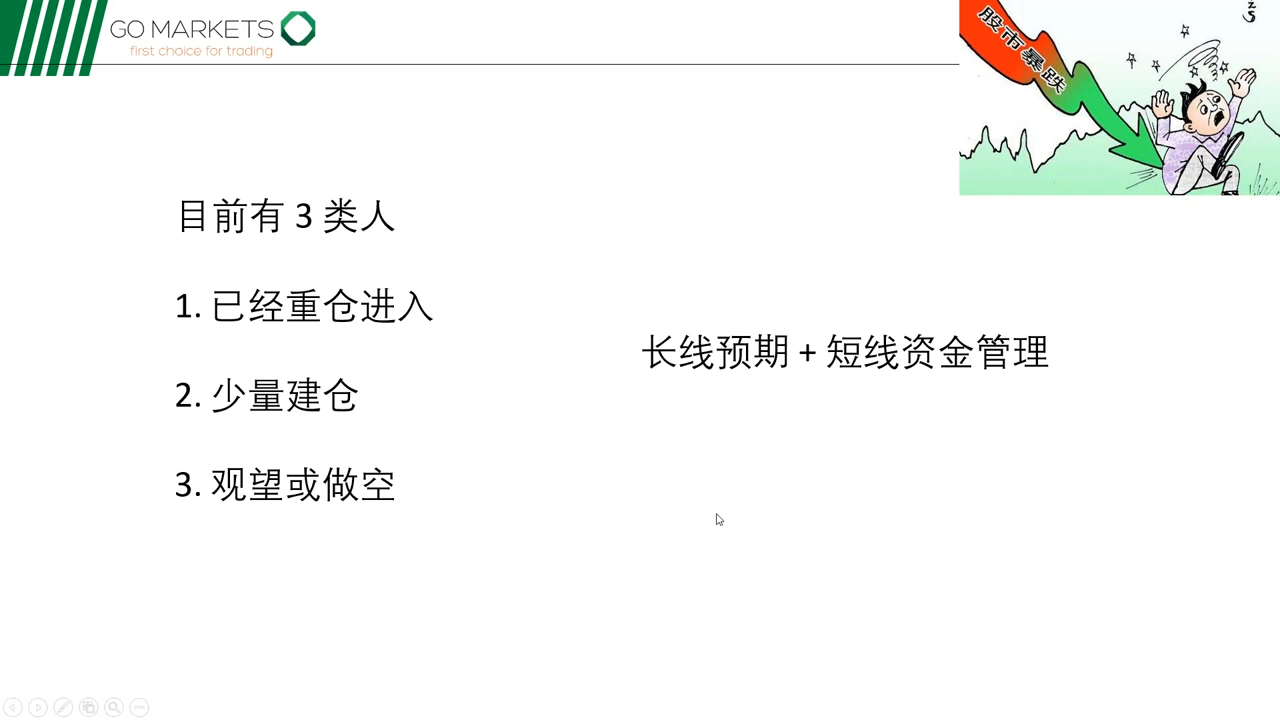 GO MARKETS
first choice for trading
股市暴跌
目前有 3 类人
1. 已经重仓进入
长线预期 + 短线资金管理
2. 少量建仓
3. 观望或做空